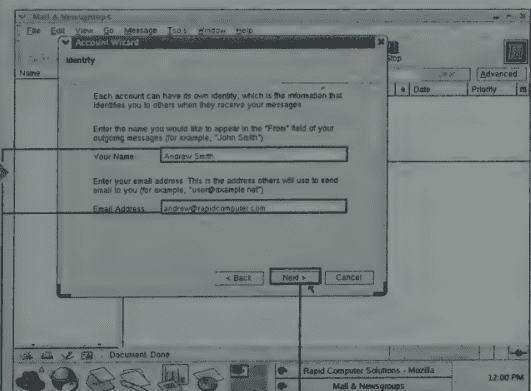 Mail & Newsgroups
File Edit View Go Message Tools Window Help
Account Wizard
Stop
Identity
Advanced
Name
Date Priority
Each account can have its own identity, which is the information that
identifies you to others when they receive your messages
Enter the name you would like to appear in the "From" field of your
outgoing messages (for example, "John Smith")
Your Name Andrew Smith
Enter your email address This is the address others will use to send
email to you (for example, "user@example net")
Email Address andrew@rapidcomputer.com
< Back Next > Cancel
Document Done
Rapid Computer Solutions - Mozilla
Mail & Newsgroups
12:00 PM